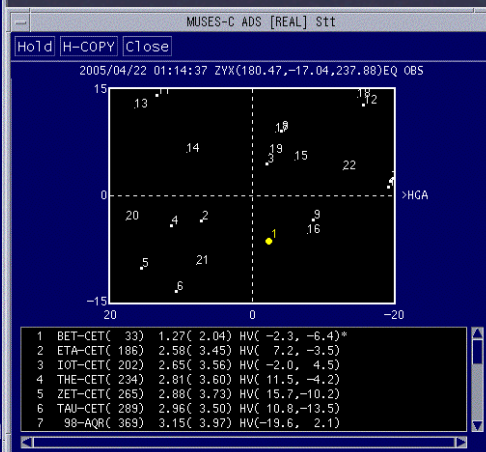 MUSES-C ADS [REAL] Stt
Hold H-COPY Close
2005/04/22 01:14:37 ZYX(180.47,-17.04,237.88)EQ OBS
15
13
18
12
19
14
3
15
22
0
>HGA
20
4
2
9
16
1
5
21
6
-15
20 0 -20
1 BET-CET( 33) 1.27( 2.04) HV( -2.3, -6.4)*
2 ETA-CET( 186) 2.58( 3.45) HV( 7.2, -3.5)
3 IOT-CET( 202) 2.65( 3.56) HV( -2.0, 4.5)
4 THE-CET( 234) 2.81( 3.60) HV( 11.5, -4.2)
5 ZET-CET( 265) 2.88( 3.73) HV( 15.7,-10.2)
6 TAU-CET( 289) 2.96( 3.50) HV( 10.8,-13.5)
7 98-AQR( 369) 3.15( 3.97) HV(-19.6, 2.1)